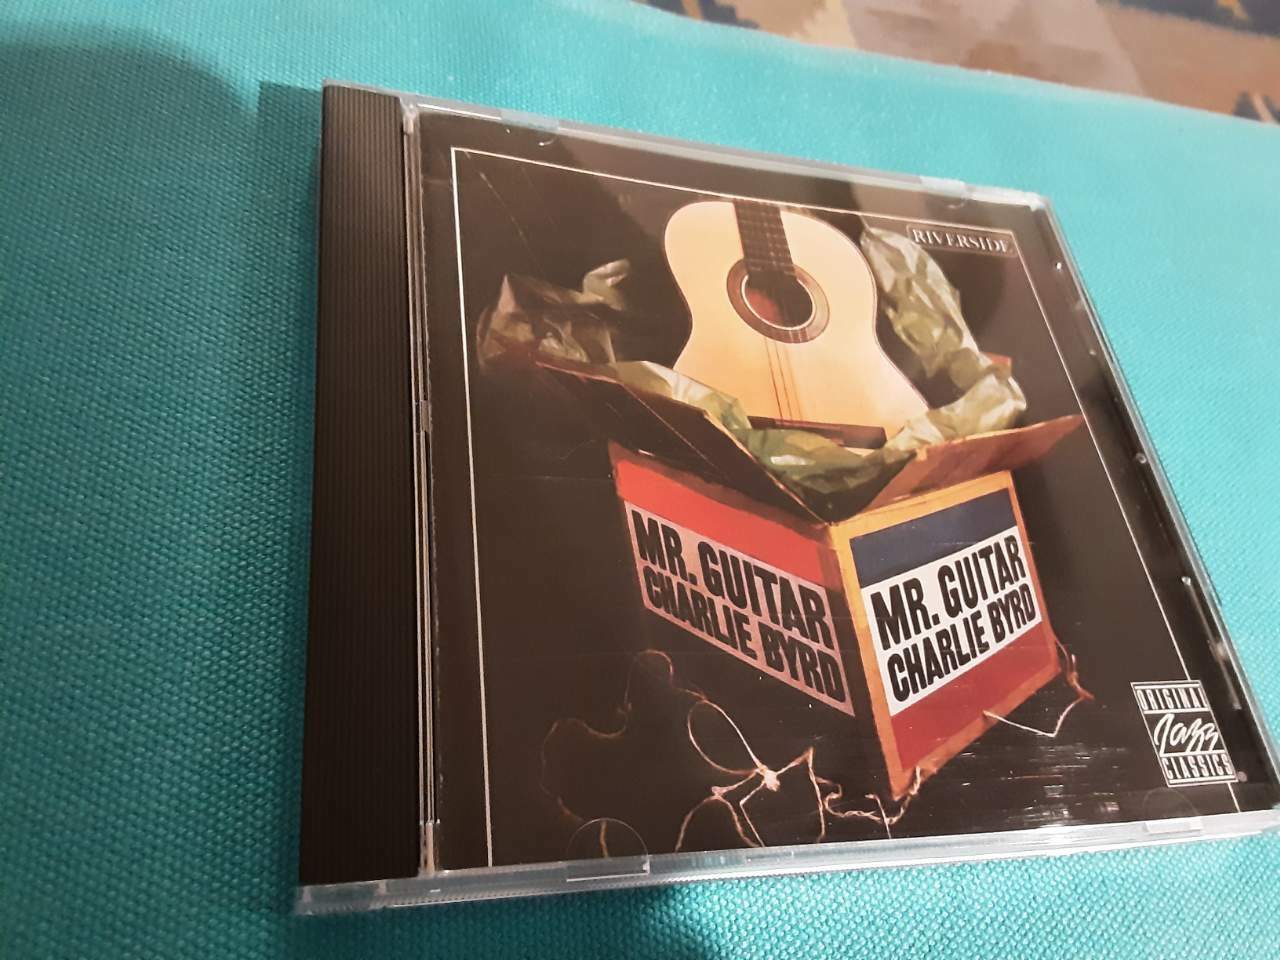 RIVERSIDE
MR. GUITAR
CHARLIE BYRD
MR. GUITAR
CHARLIE BYRD
ORIGINAL
Jazz
CLASSICS